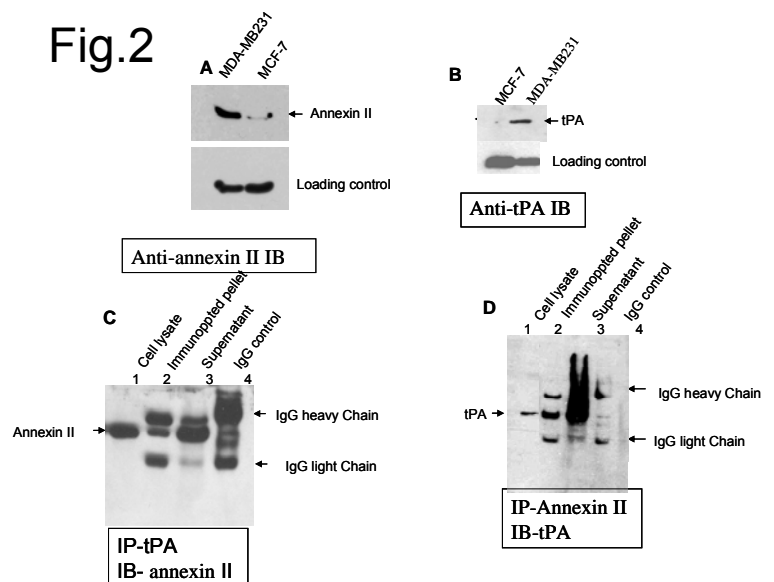 Fig.2
A
MDA-MB231
MCF-7
Annexin II
Loading control
Anti-annexin II IB
B
MCF-7
MDA-MB231
tPA
Loading control
Anti-tPA IB
C
Cell lysate
Immunoppted pellet
Supernatant
IgG control
1 2 3 4
Annexin II
IgG heavy Chain
IgG light Chain
IP-tPA
IB- annexin II
D
Cell lysate
Immunoppted pellet
Supernatant
IgG control
1 2 3 4
tPA
IgG heavy Chain
IgG light Chain
IP-Annexin II
IB-tPA